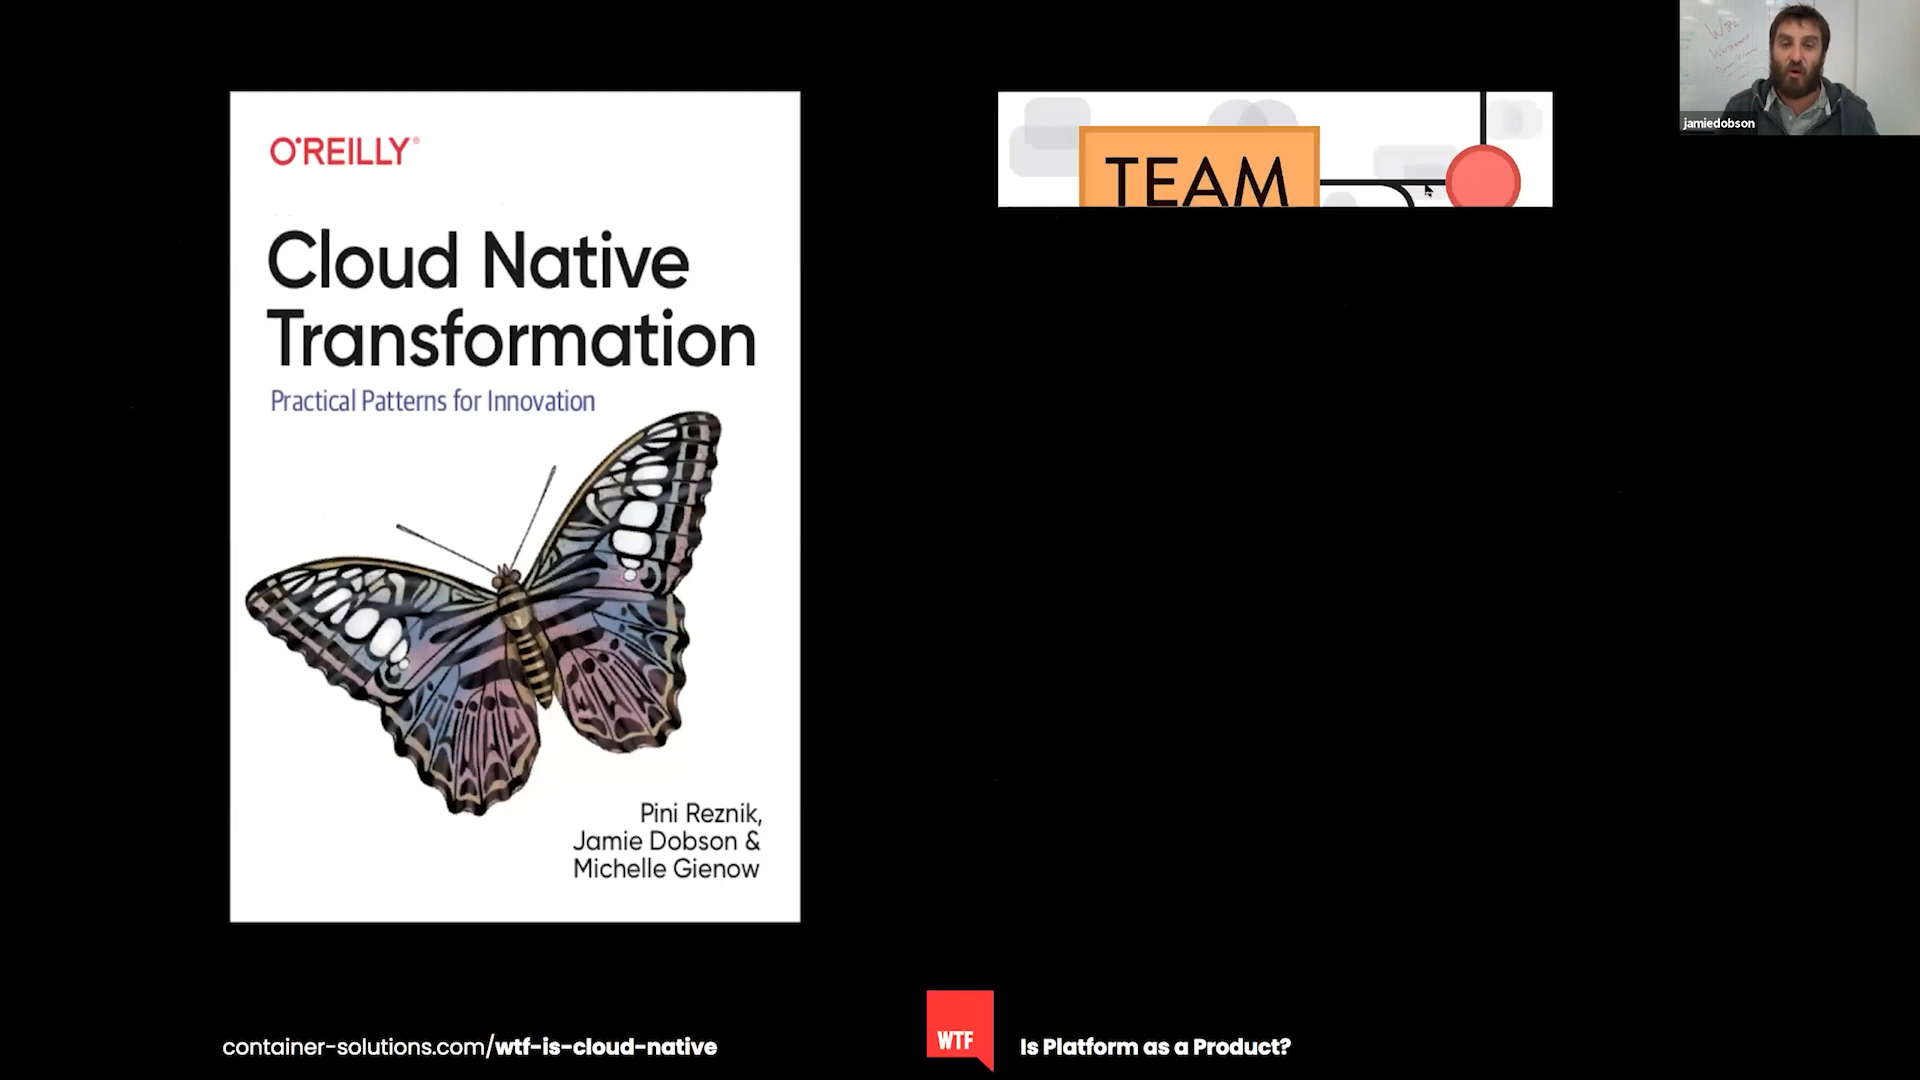 O'REILLY®
Cloud Native
Transformation
Practical Patterns for Innovation
Pini Reznik,
Jamie Dobson &
Michelle Gienow
TEAM
jamiedobson
container-solutions.com/wtf-is-cloud-native
WTF
Is Platform as a Product?